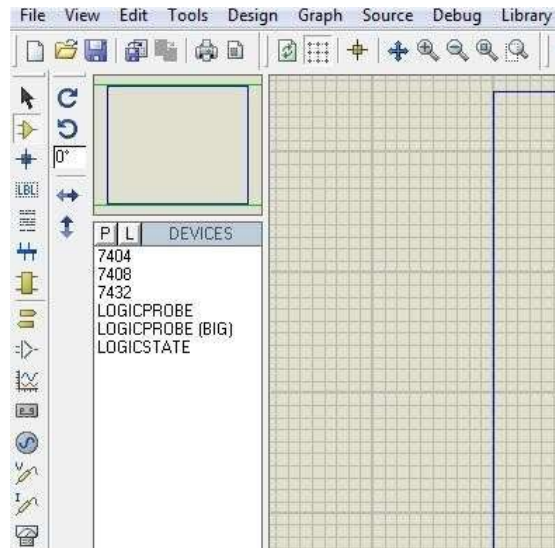 File View Edit Tools Design Graph Source Debug Library
LBL
0°
P L DEVICES
7404
7408
7432
LOGICPROBE
LOGICPROBE (BIG)
LOGICSTATE
V
I